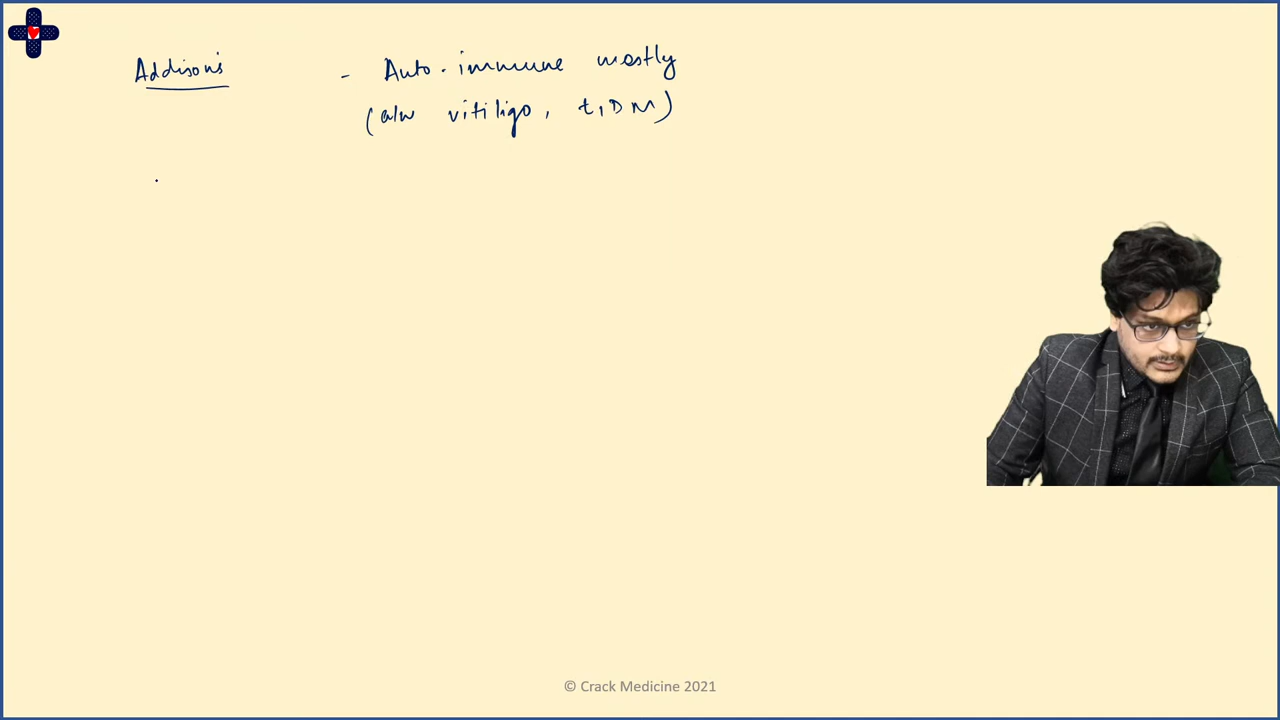 Addison's - Auto-immune mostly
(a/w vitiligo, t1DM)
© Crack Medicine 2021